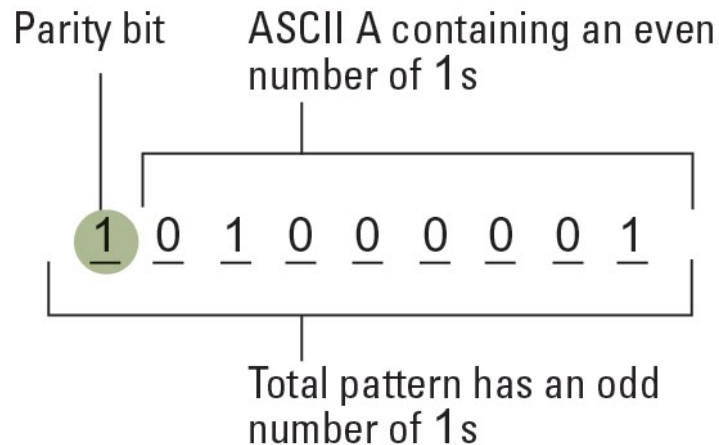 Parity bit
ASCII A containing an even
number of 1s
1 0 1 0 0 0 0 0 1
Total pattern has an odd
number of 1s